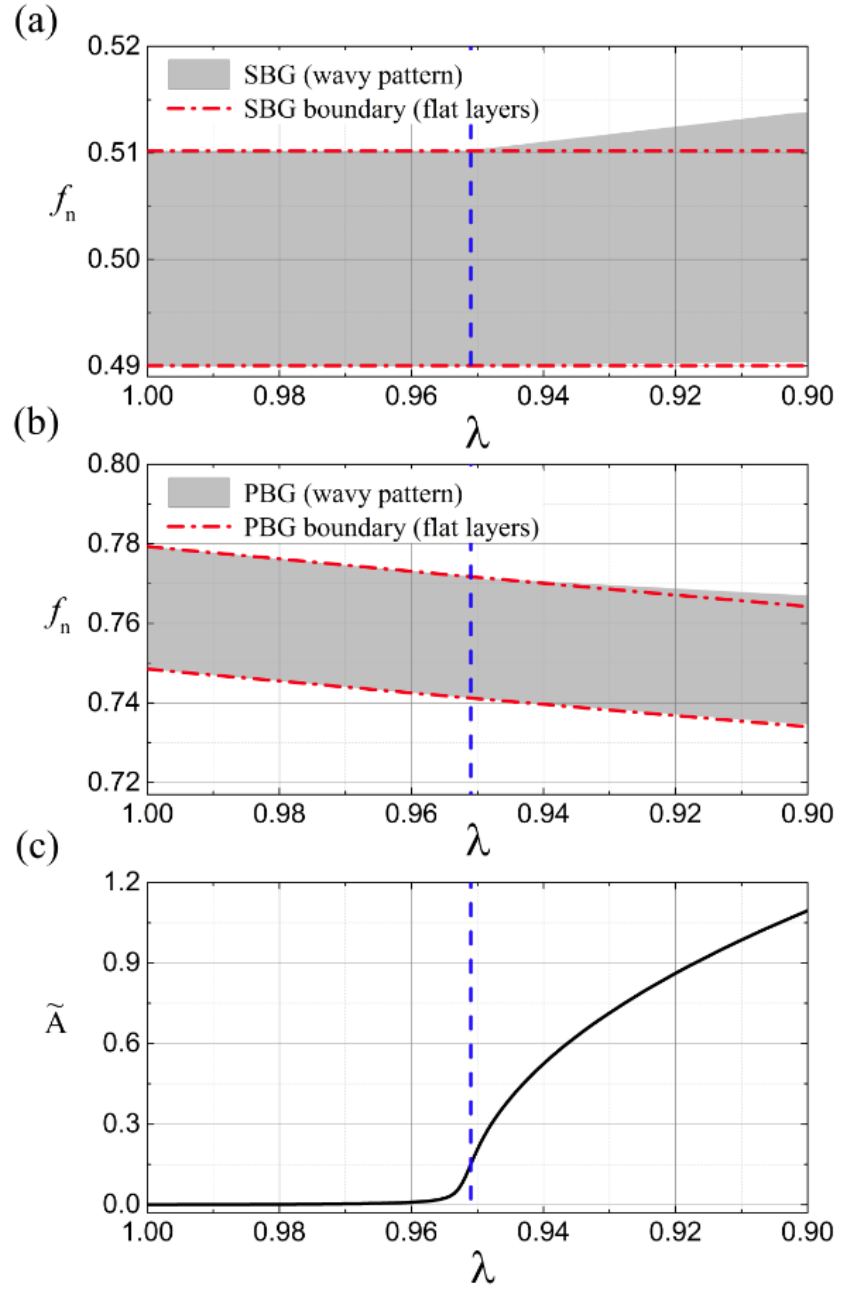 (a)
0.52
SBG (wavy pattern)
SBG boundary (flat layers)
0.51
fn
0.50
0.49
1.00 0.98 0.96 0.94 0.92 0.90
λ
(b)
0.80
PBG (wavy pattern)
PBG boundary (flat layers)
0.78
fn
0.76
0.74
0.72
1.00 0.98 0.96 0.94 0.92 0.90
λ
(c)
1.2
0.9
Ã
0.6
0.3
0.0
1.00 0.98 0.96 0.94 0.92 0.90
λ